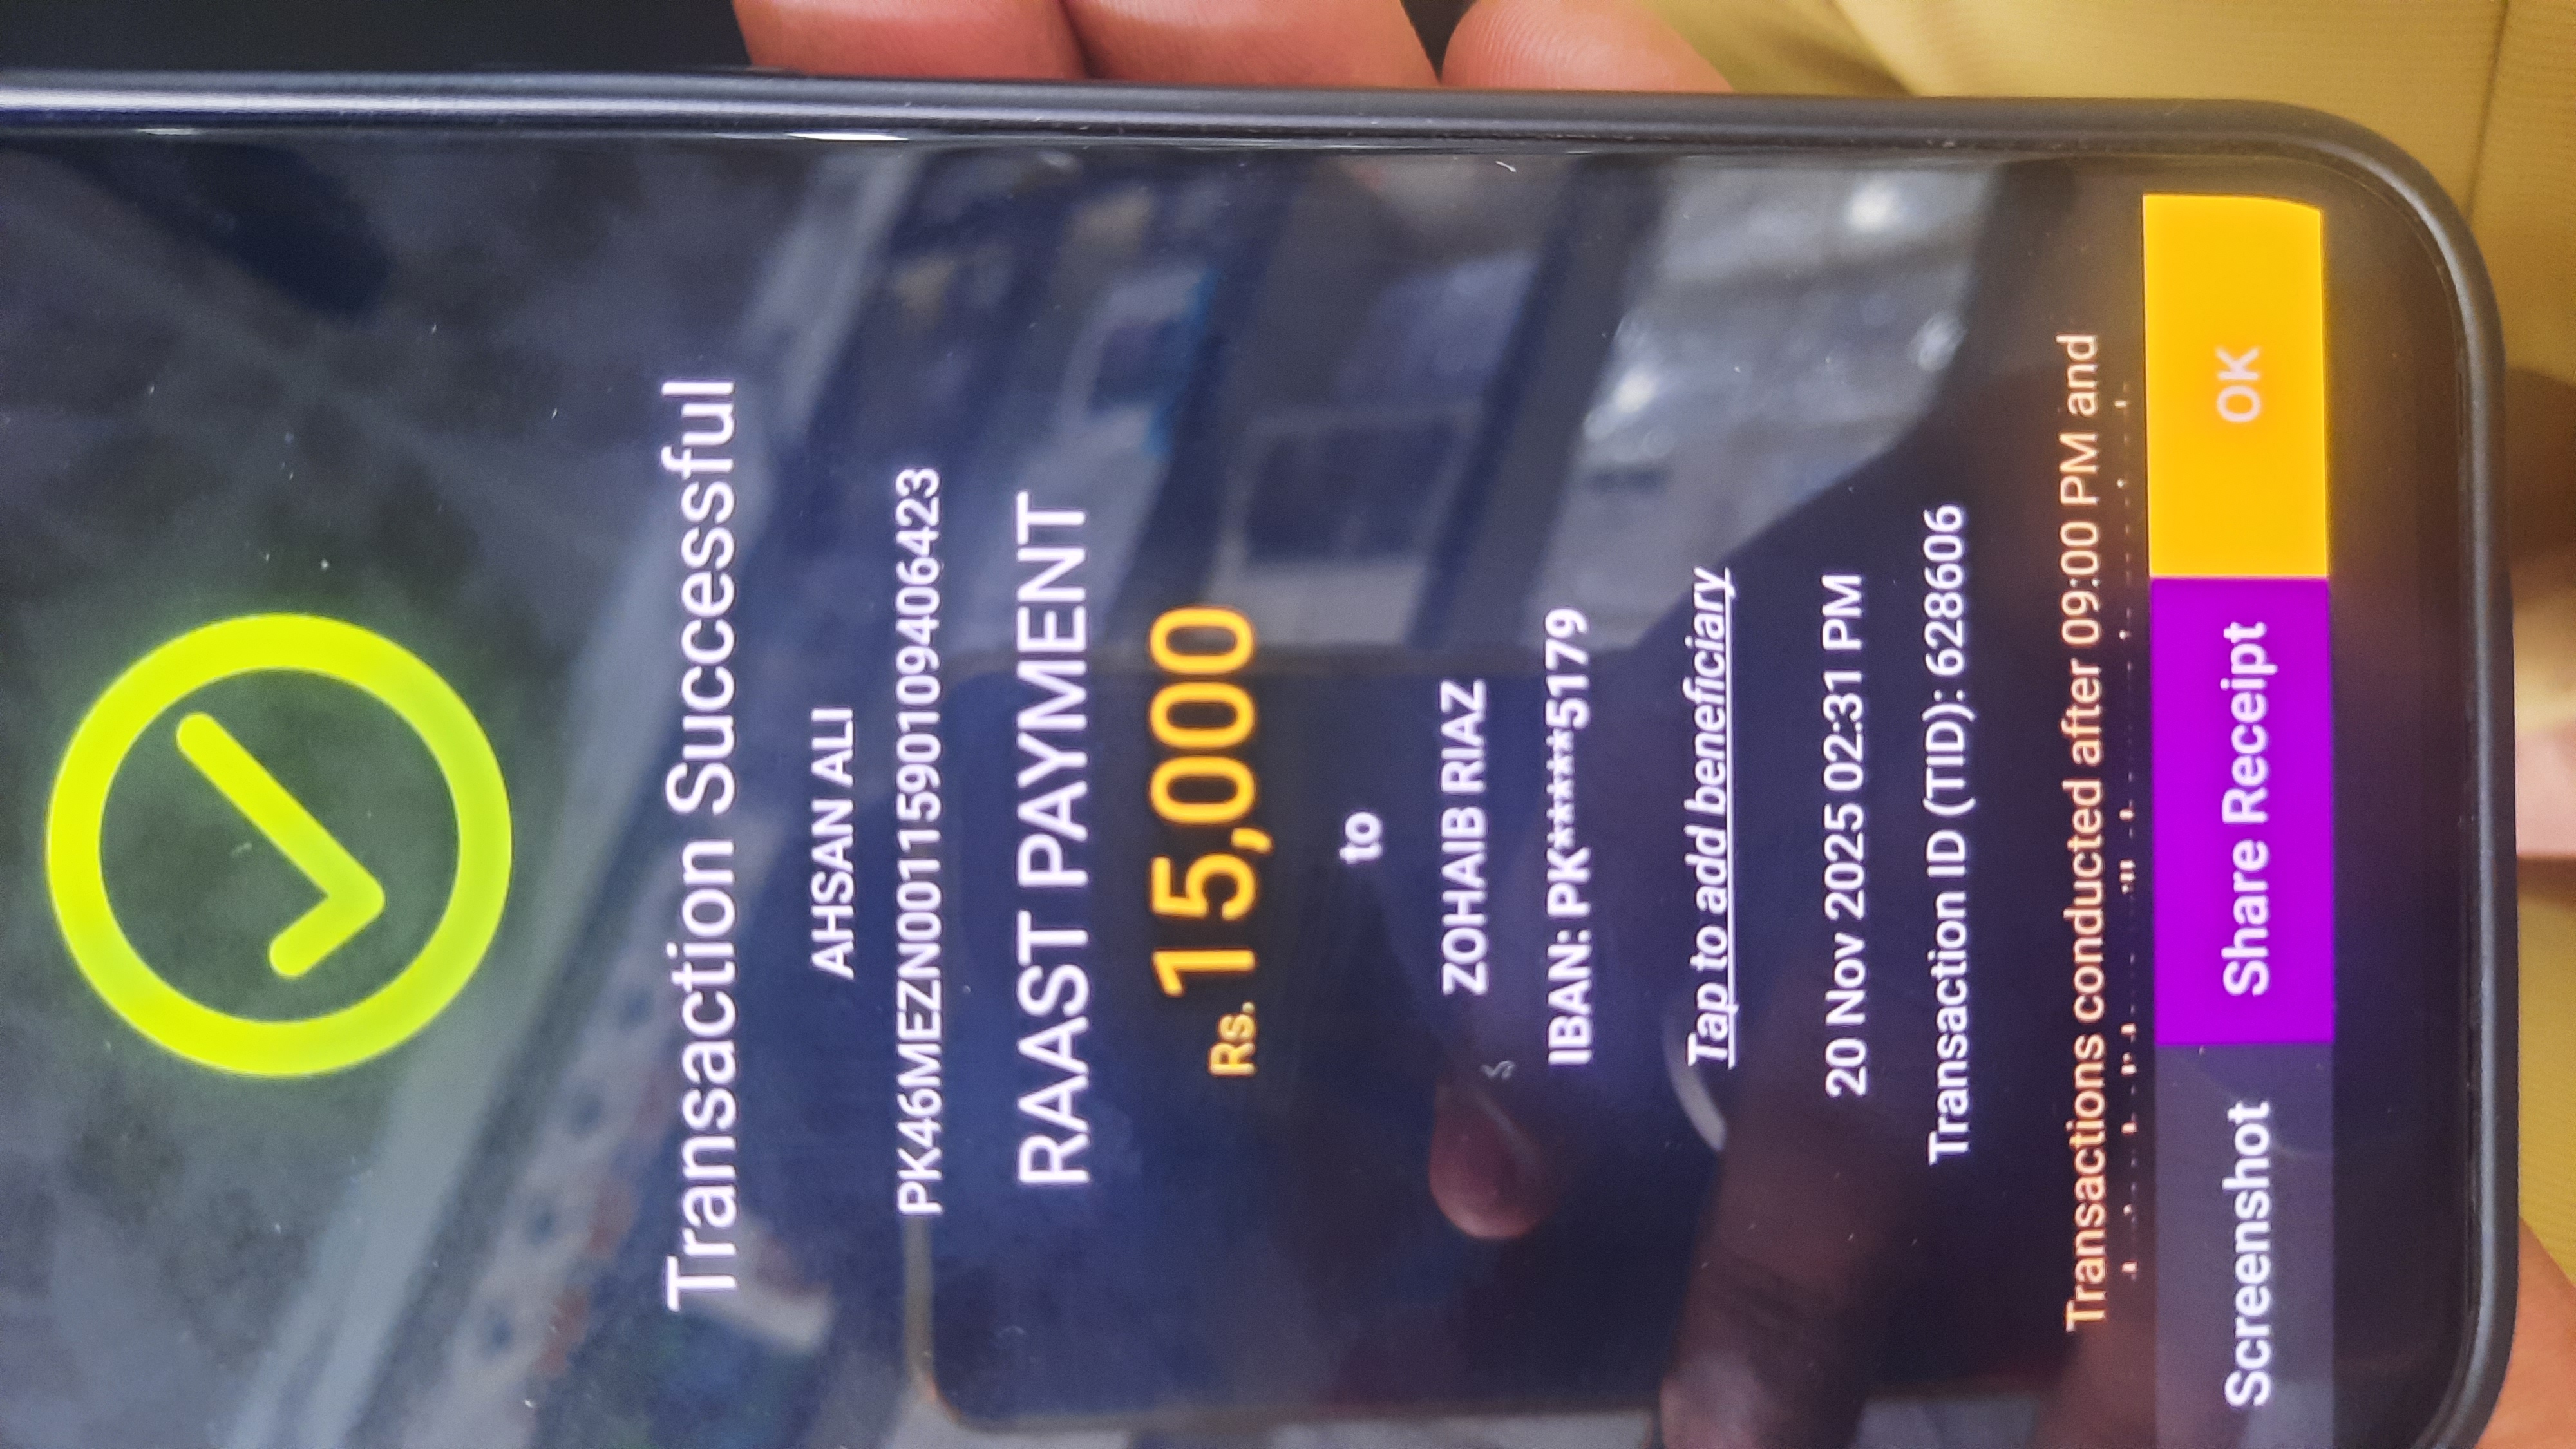 Transaction Successful
AHSAN ALI
PK46MEZN0011590109406423
RAAST PAYMENT
Rs. 15,000
to
ZOHAIB RIAZ
IBAN: PK******5179
Tap to add beneficiary
20 Nov 2025 02:31 PM
Transaction ID (TID): 628606
Transactions conducted after 09:00 PM and
Screenshot
Share Receipt
OK